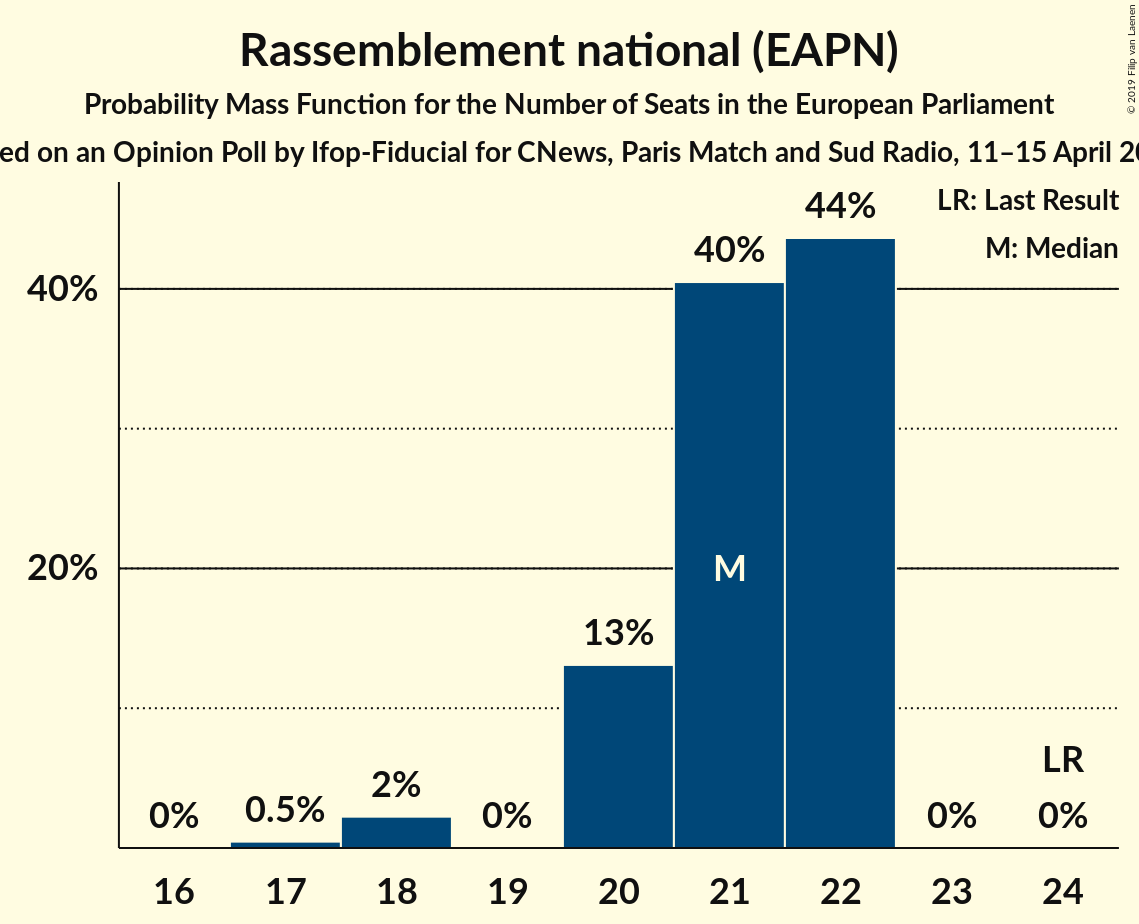 Rassemblement national (EAPN)
Probability Mass Function for the Number of Seats in the European Parliament
ed on an Opinion Poll by Ifop-Fiducial for CNews, Paris Match and Sud Radio, 11–15 April 20
© 2019 Filip van Laenen
LR: Last Result
M: Median
44%
40%
40%
20%
M
13%
LR
0%
0.5%
2%
0%
0%
0%
16 17 18 19 20 21 22 23 24